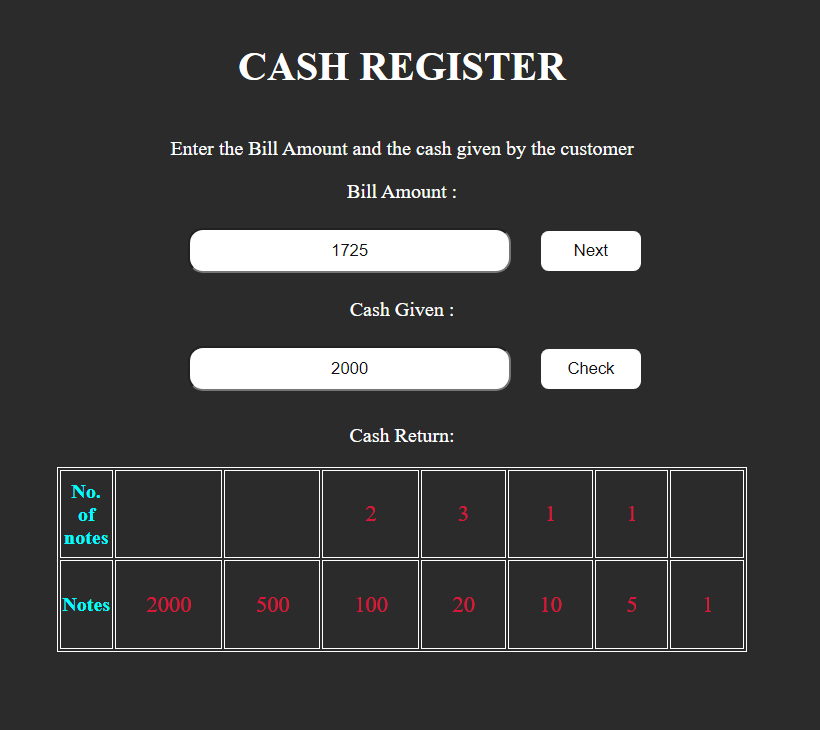 CASH REGISTER
Enter the Bill Amount and the cash given by the customer
Bill Amount :
1725 Next
Cash Given :
2000 Check
Cash Return:
No.
of
notes 2 3 1 1
Notes 2000 500 100 20 10 5 1